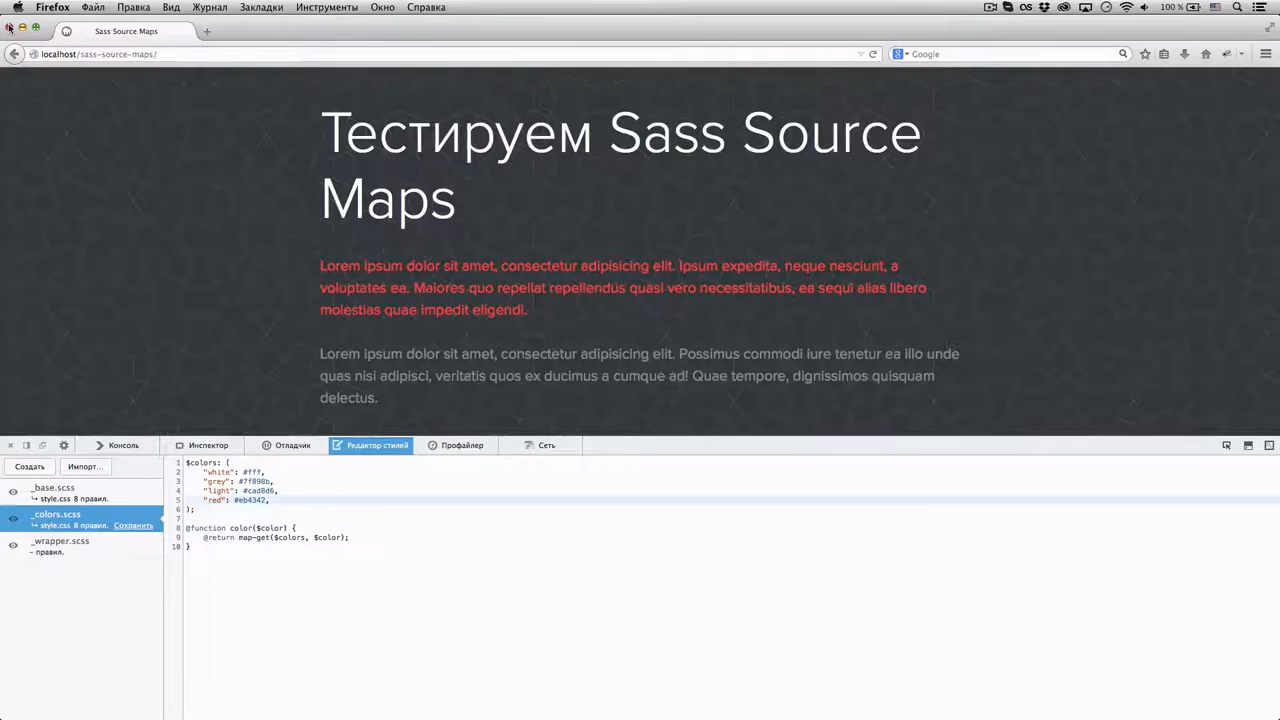 Firefox Файл Правка Вид Журнал Закладки Инструменты Окно Справка 100 %
Sass Source Maps
localhost/sass-source-maps/ Google
Тестируем Sass Source
Maps
Lorem ipsum dolor sit amet, consectetur adipisicing elit. Ipsum expedita, neque nesciunt, a
voluptates ea. Maiores quo repellat repellendus quasi vero necessitatibus, ea sequi alias libero
molestias quae impedit eligendi.
Lorem ipsum dolor sit amet, consectetur adipisicing elit. Possimus commodi iure tenetur ea illo unde
quas nisi adipisci, veritatis quos ex ducimus a cumque ad! Quae tempore, dignissimos quisquam
delectus.
Консоль Инспектор Отладчик Редактор стилей Профайлер Сеть
Создать Импорт...
_base.scss
style.css 8 правил.
_colors.scss
style.css 8 правил. Сохранить
_wrapper.scss
- правил.
1 $colors: (
2 "white": #fff,
3 "grey": #7f898b,
4 "light": #cad8d6,
5 "red": #eb4342,
6 );
7
8 @function color($color) {
9 @return map-get($colors, $color);
10 }